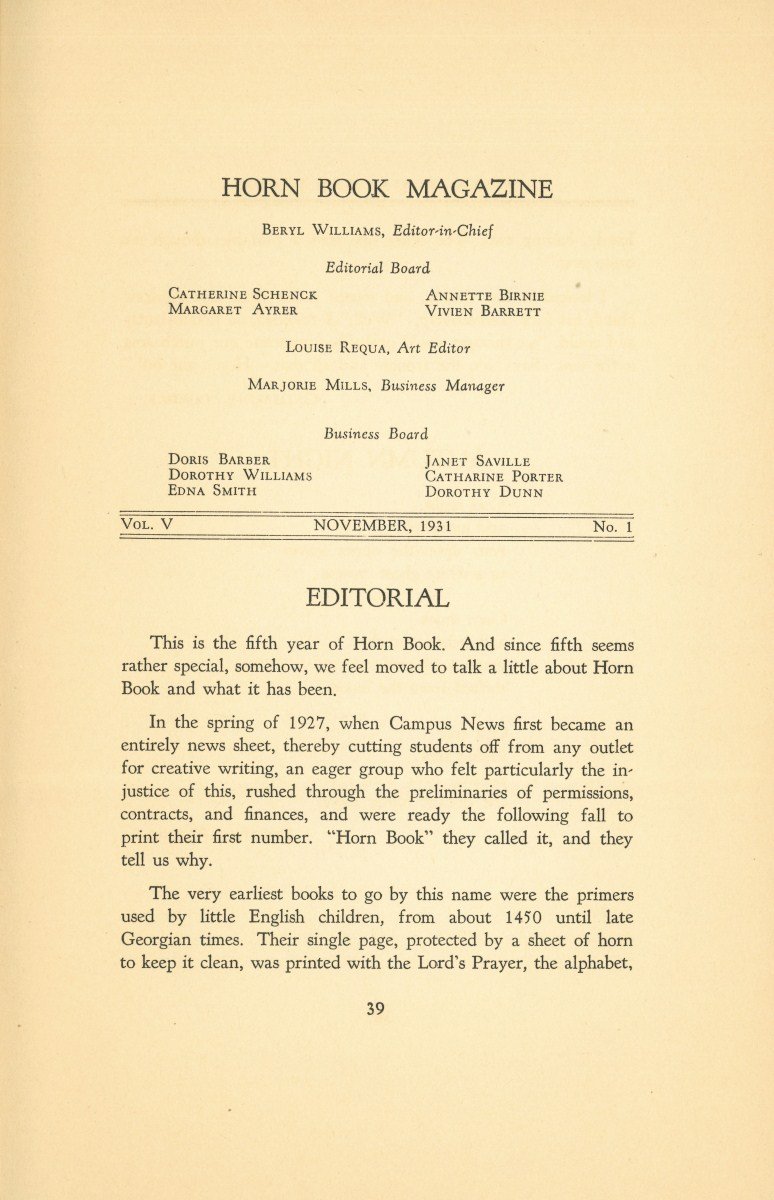 HORN BOOK MAGAZINE
BERYL WILLIAMS, Editor-in-Chief
Editorial Board
CATHERINE SCHENCK ANNETTE BIRNIE
MARGARET AYRER VIVIEN BARRETT
LOUISE REQUA, Art Editor
MARJORIE MILLS, Business Manager
Business Board
DORIS BARBER JANET SAVILLE
DOROTHY WILLIAMS CATHARINE PORTER
EDNA SMITH DOROTHY DUNN
VOL. V NOVEMBER, 1931 No. 1
EDITORIAL
This is the fifth year of Horn Book. And since fifth seems
rather special, somehow, we feel moved to talk a little about Horn
Book and what it has been.
In the spring of 1927, when Campus News first became an
entirely news sheet, thereby cutting students off from any outlet
for creative writing, an eager group who felt particularly the in-
justice of this, rushed through the preliminaries of permissions,
contracts, and finances, and were ready the following fall to
print their first number. “Horn Book” they called it, and they
tell us why.
The very earliest books to go by this name were the primers
used by little English children, from about 1450 until late
Georgian times. Their single page, protected by a sheet of horn
to keep it clean, was printed with the Lord's Prayer, the alphabet,
39